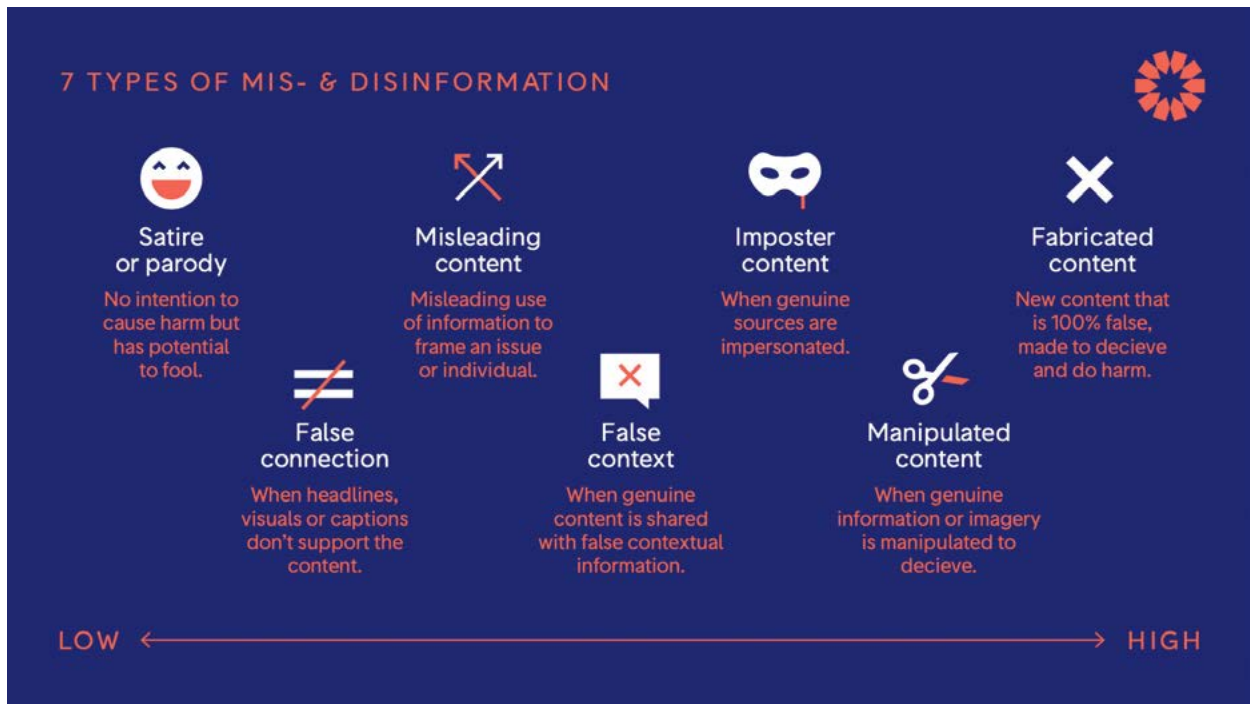 7 TYPES OF MIS- & DISINFORMATION
Satire
or parody
No intention to
cause harm but
has potential
to fool.
False
connection
When headlines,
visuals or captions
don't support the
content.
Misleading
content
Misleading use
of information to
frame an issue
or individual.
False
context
When genuine
content is shared
with false contextual
information.
Imposter
content
When genuine
sources are
impersonated.
Manipulated
content
When genuine
information or imagery
is manipulated to
decieve.
Fabricated
content
New content that
is 100% false,
made to decieve
and do harm.
LOW
HIGH